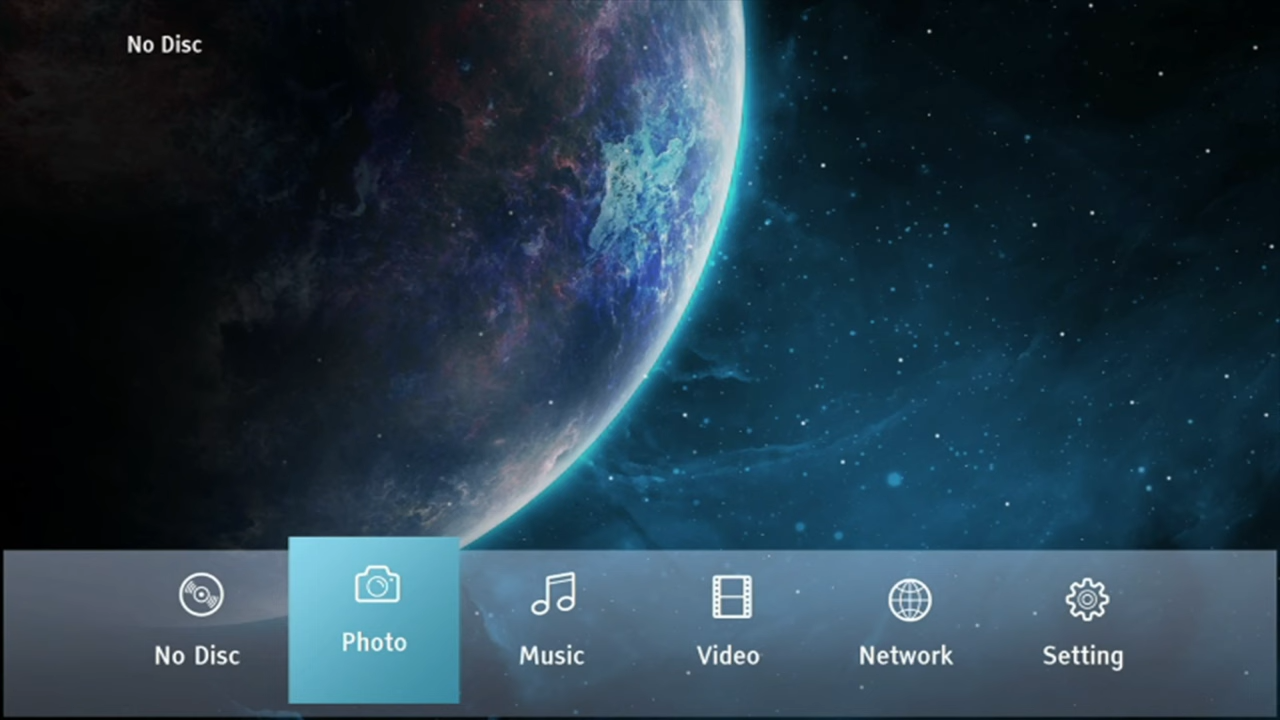 No Disc
No Disc
Photo
Music
Video
Network
Setting